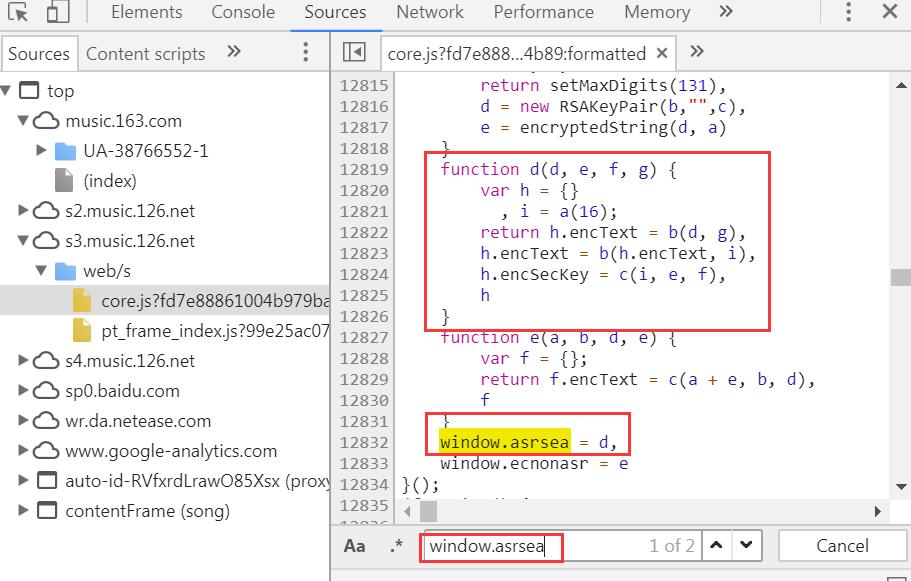 Elements Console Sources Network Performance Memory »
Sources Content scripts »
core.js?fd7e888...4b89:formatted × »
top
music.163.com
UA-38766552-1
(index)
s2.music.126.net
s3.music.126.net
web/s
core.js?fd7e88861004b979ba
pt_frame_index.js?99e25ac07
s4.music.126.net
sp0.baidu.com
wr.da.netease.com
www.google-analytics.com
auto-id-RVfxrdLrawO85Xsx (proxy
contentFrame (song)
12815 return setMaxDigits(131),
12816 d = new RSAKeyPair(b,"",c),
12817 e = encryptedString(d, a)
12818 }
12819 function d(d, e, f, g) {
12820 var h = {}
12821 , i = a(16);
12822 return h.encText = b(d, g),
12823 h.encText = b(h.encText, i),
12824 h.encSecKey = c(i, e, f),
12825 h
12826 }
12827 function e(a, b, d, e) {
12828 var f = {};
12829 return f.encText = c(a + e, b, d),
12830 f
12831 }
12832 window.asrsea = d,
12833 window.ecnonasr = e
12834 }();
12835
Aa .* window.asrsea 1 of 2 Cancel